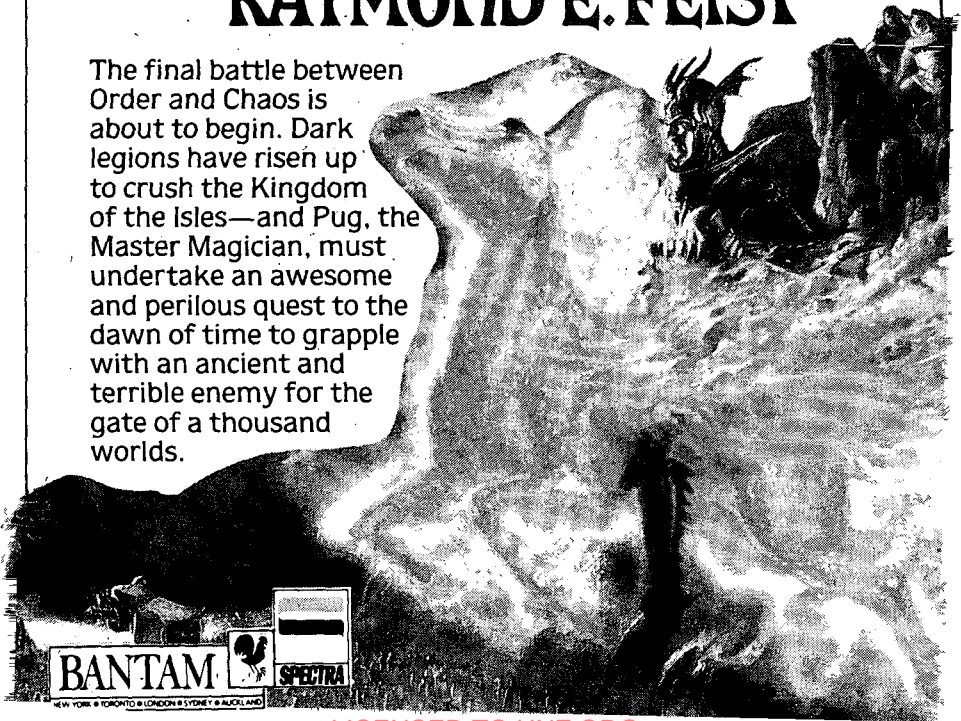 RAYMOND E. FEIST
The final battle between
Order and Chaos is
about to begin. Dark
legions have risen up
to crush the Kingdom
of the Isles—and Pug, the
Master Magician, must
undertake an awesome
and perilous quest to the
dawn of time to grapple
with an ancient and
terrible enemy for the
gate of a thousand
worlds.
BANTAM
SPECTRA
NEW YORK • TORONTO • LONDON • SYDNEY • AUCKLAND